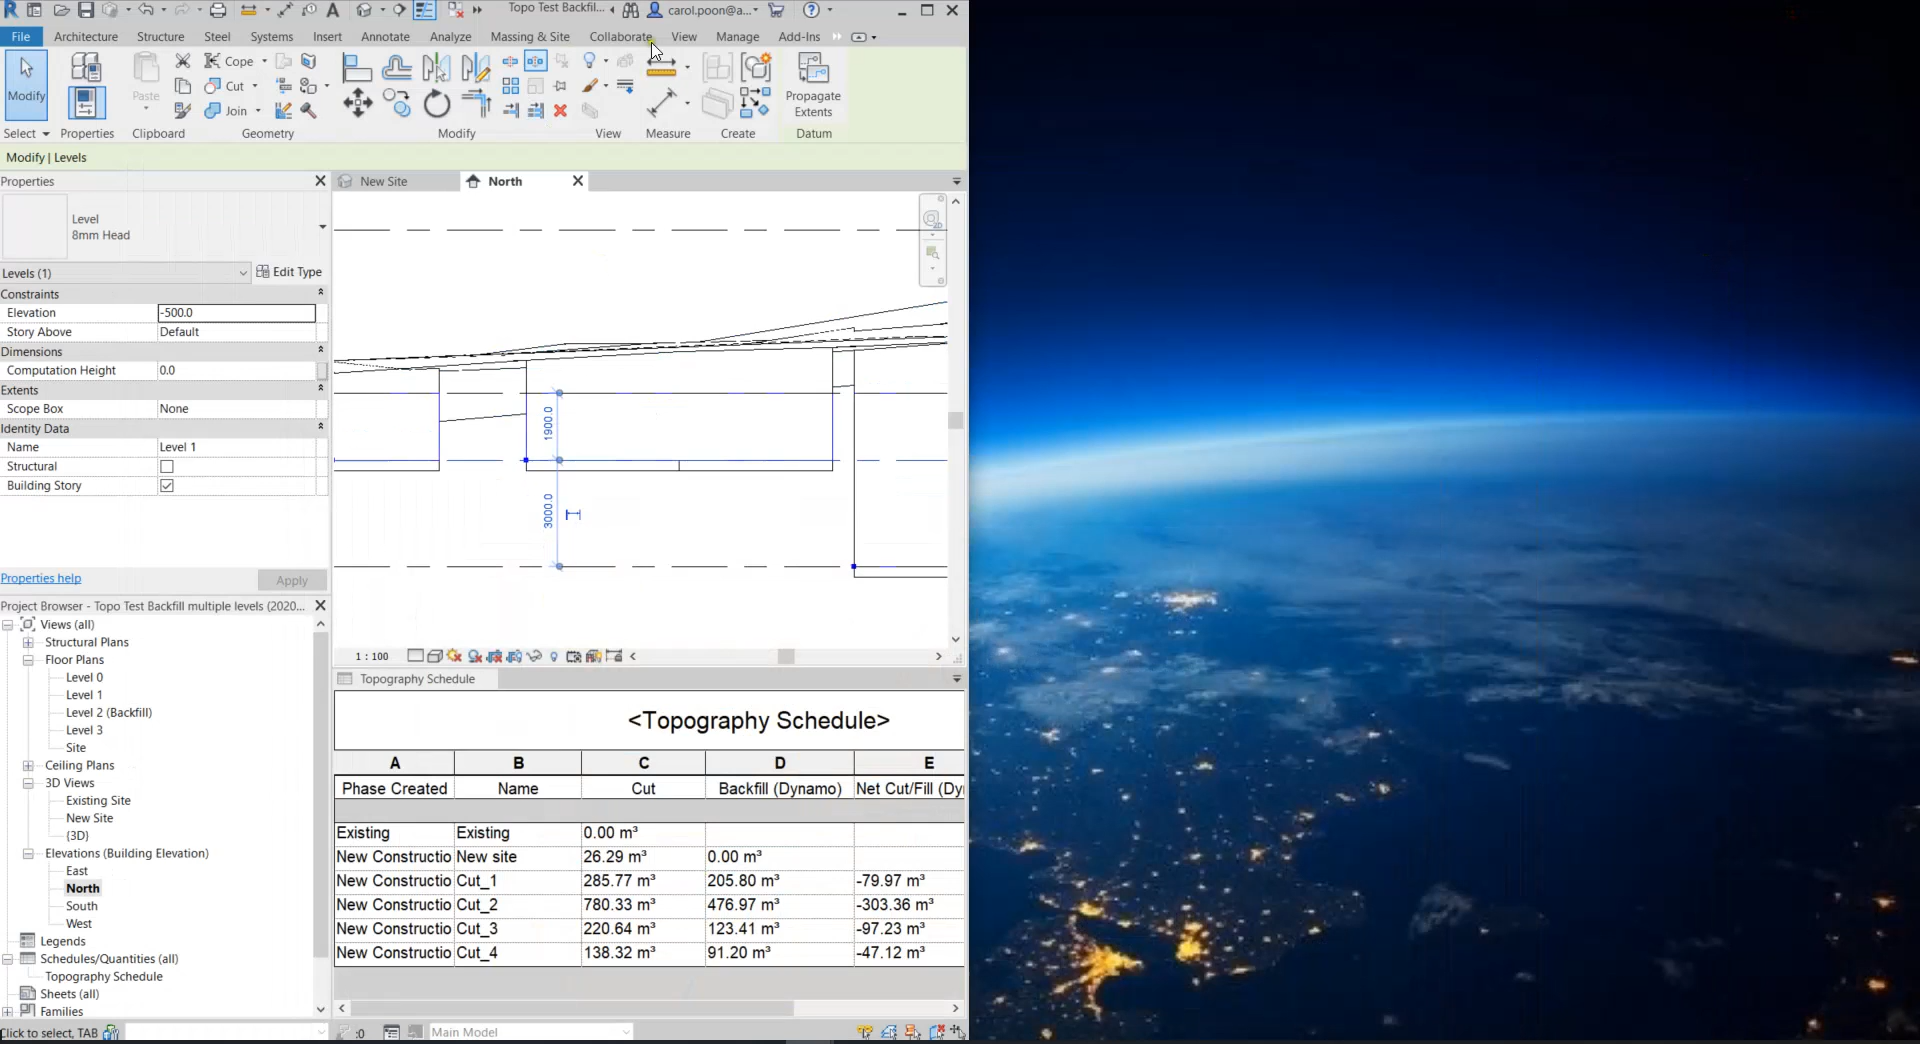 Topo Test Backfil...
carol.poon@a...
File Architecture Structure Steel Systems Insert Annotate Analyze Massing & Site Collaborate View Manage Add-Ins
Modify
Paste
Cope
Cut
Join
Propagate
Extents
Select Properties Clipboard Geometry Modify View Measure Create Datum
Modify | Levels
Properties
Level
8mm Head
Levels (1)
Edit Type
Constraints
Elevation -500.0
Story Above Default
Dimensions
Computation Height 0.0
Extents
Scope Box None
Identity Data
Name Level 1
Structural
Building Story
Properties help
Apply
Project Browser - Topo Test Backfill multiple levels (2020...
Views (all)
Structural Plans
Floor Plans
Level 0
Level 1
Level 2 (Backfill)
Level 3
Site
Ceiling Plans
3D Views
Existing Site
New Site
{3D}
Elevations (Building Elevation)
East
North
South
West
Legends
Schedules/Quantities (all)
Topography Schedule
Sheets (all)
Families
New Site
North
2D
1900.0
3000.0
1 : 100
Topography Schedule
<Topography Schedule>
A B C D E
Phase Created Name Cut Backfill (Dynamo) Net Cut/Fill (Dy
Existing Existing 0.00 m³
New Constructio New site 26.29 m³ 0.00 m³
New Constructio Cut_1 285.77 m³ 205.80 m³ -79.97 m³
New Constructio Cut_2 780.33 m³ 476.97 m³ -303.36 m³
New Constructio Cut_3 220.64 m³ 123.41 m³ -97.23 m³
New Constructio Cut_4 138.32 m³ 91.20 m³ -47.12 m³
Click to select, TAB
:0
Main Model